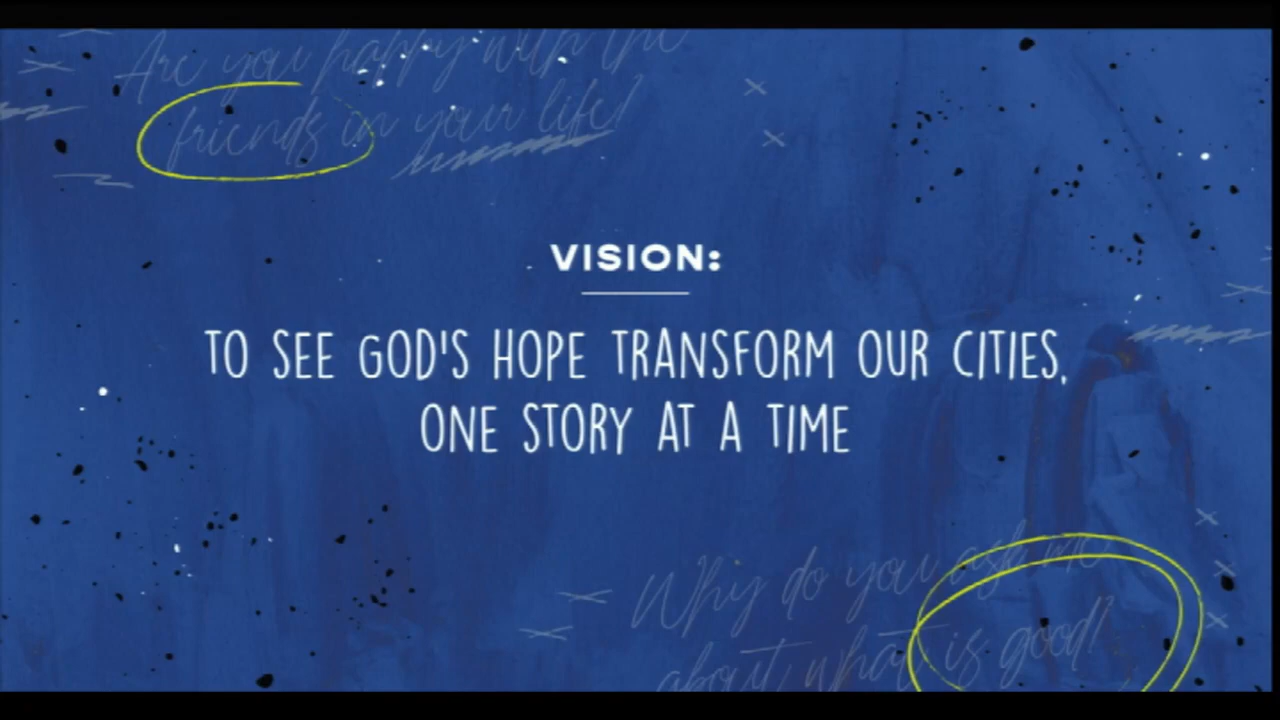 Are you happy with the
friends in your life!
VISION:
TO SEE GOD'S HOPE TRANSFORM OUR CITIES,
ONE STORY AT A TIME
Why do you ask me
about what is good?